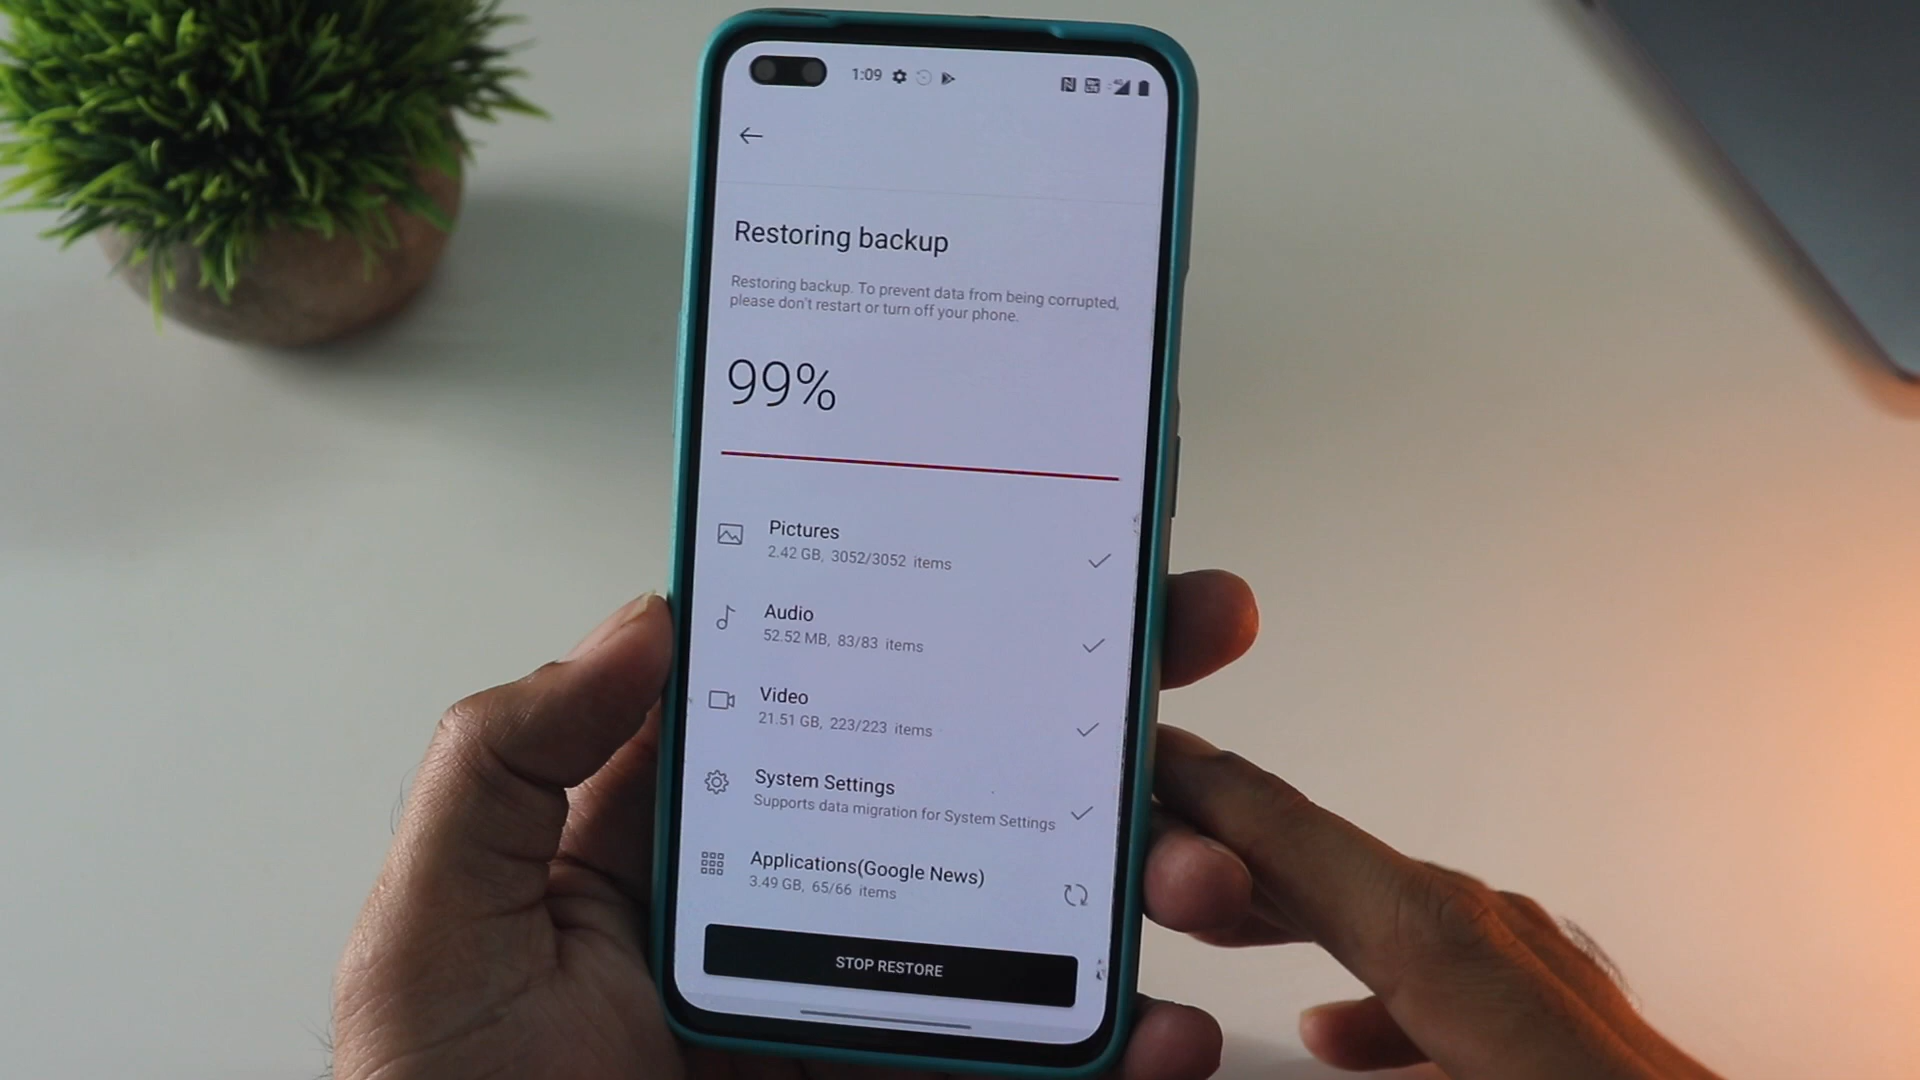 1:09
Restoring backup
Restoring backup. To prevent data from being corrupted,
please don't restart or turn off your phone.
99%
Pictures
2.42 GB, 3052/3052 items
Audio
52.52 MB, 83/83 items
Video
21.51 GB, 223/223 items
System Settings
Supports data migration for System Settings
Applications(Google News)
3.49 GB, 65/66 items
STOP RESTORE